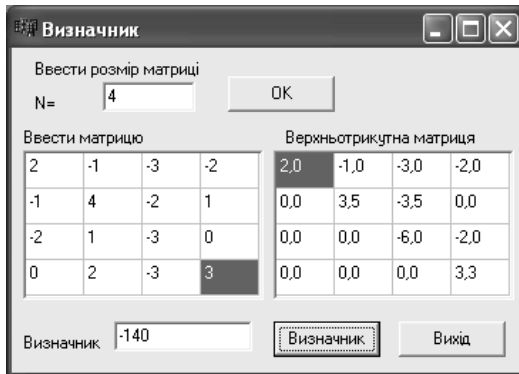 Визначник
Ввести розмір матриці
N= 4 OK
Ввести матрицю Верхньотрикутна матриця
2 -1 -3 -2 2,0 -1,0 -3,0 -2,0
-1 4 -2 1 0,0 3,5 -3,5 0,0
-2 1 -3 0 0,0 0,0 -6,0 -2,0
0 2 -3 3 0,0 0,0 0,0 3,3
Визначник -140 Визначник Вихід